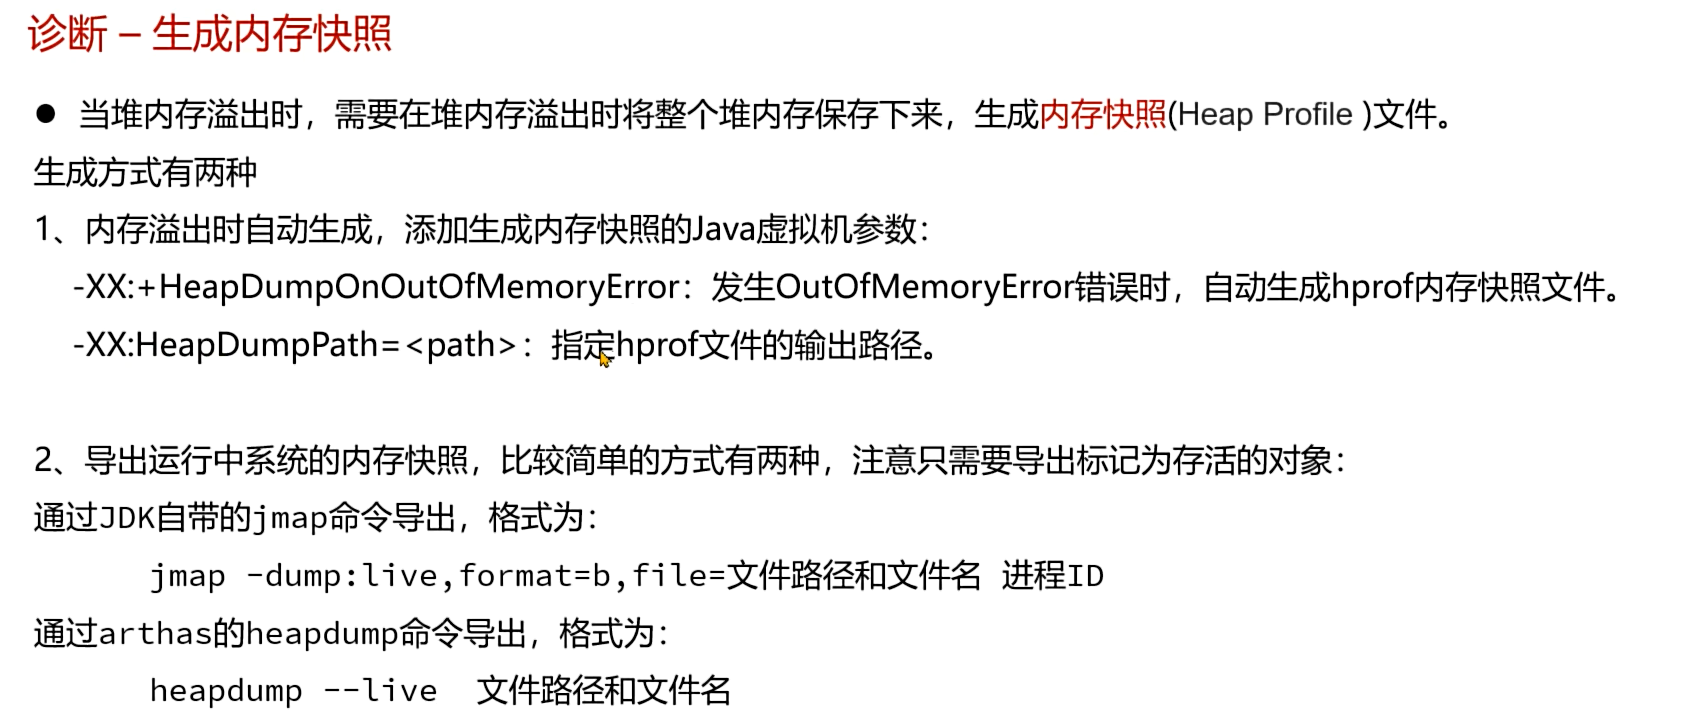 诊断 – 生成内存快照
● 当堆内存溢出时，需要在堆内存溢出时将整个堆内存保存下来，生成内存快照(Heap Profile )文件。
生成方式有两种
1、内存溢出时自动生成，添加生成内存快照的Java虚拟机参数：
-XX:+HeapDumpOnOutOfMemoryError：发生OutOfMemoryError错误时，自动生成hprof内存快照文件。
-XX:HeapDumpPath=<path>：指定hprof文件的输出路径。
2、导出运行中系统的内存快照，比较简单的方式有两种，注意只需要导出标记为存活的对象：
通过JDK自带的jmap命令导出，格式为：
jmap -dump:live,format=b,file=文件路径和文件名 进程ID
通过arthas的heapdump命令导出，格式为：
heapdump --live 文件路径和文件名